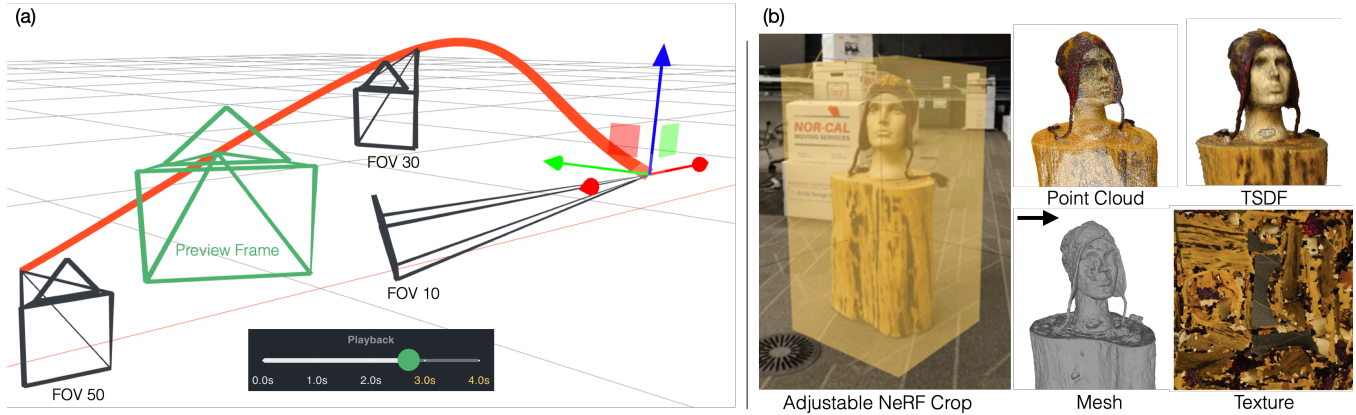 (a)
FOV 30
Preview Frame
FOV 10
Playback
0.0s 1.0s 2.0s 3.0s 4.0s
FOV 50
(b)
NOR-CAL
MOVING SERVICES
Adjustable NeRF Crop
Point Cloud
TSDF
Mesh
Texture